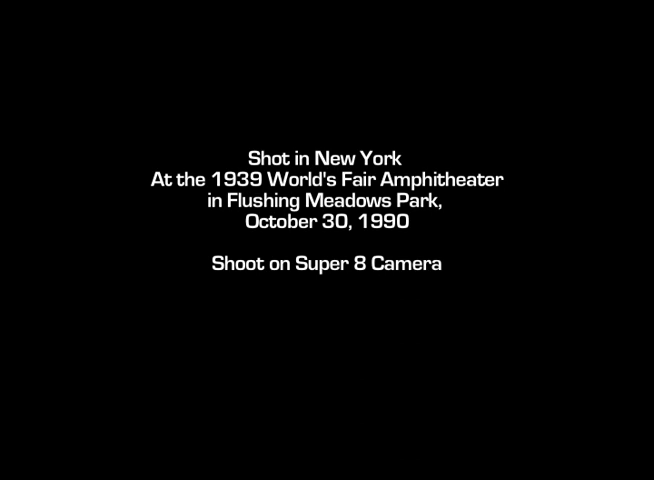 Shot in New York
At the 1939 World's Fair Amphitheater
in Flushing Meadows Park,
October 30, 1990
Shoot on Super 8 Camera